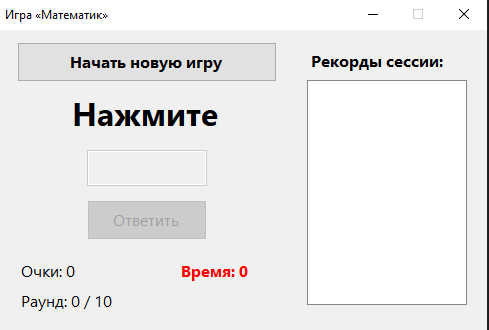 Игра «Математик»
Начать новую игру
Рекорды сессии:
Нажмите
Ответить
Очки: 0
Время: 0
Раунд: 0 / 10